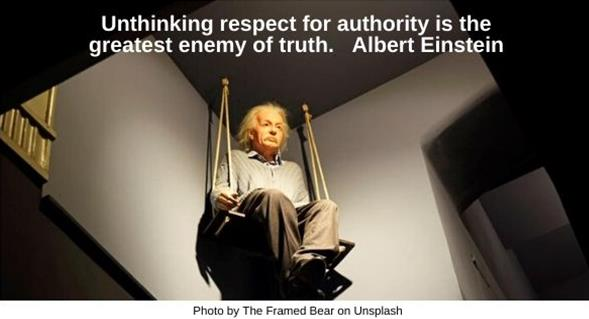 Unthinking respect for authority is the
greatest enemy of truth.   Albert Einstein
Photo by The Framed Bear on Unsplash